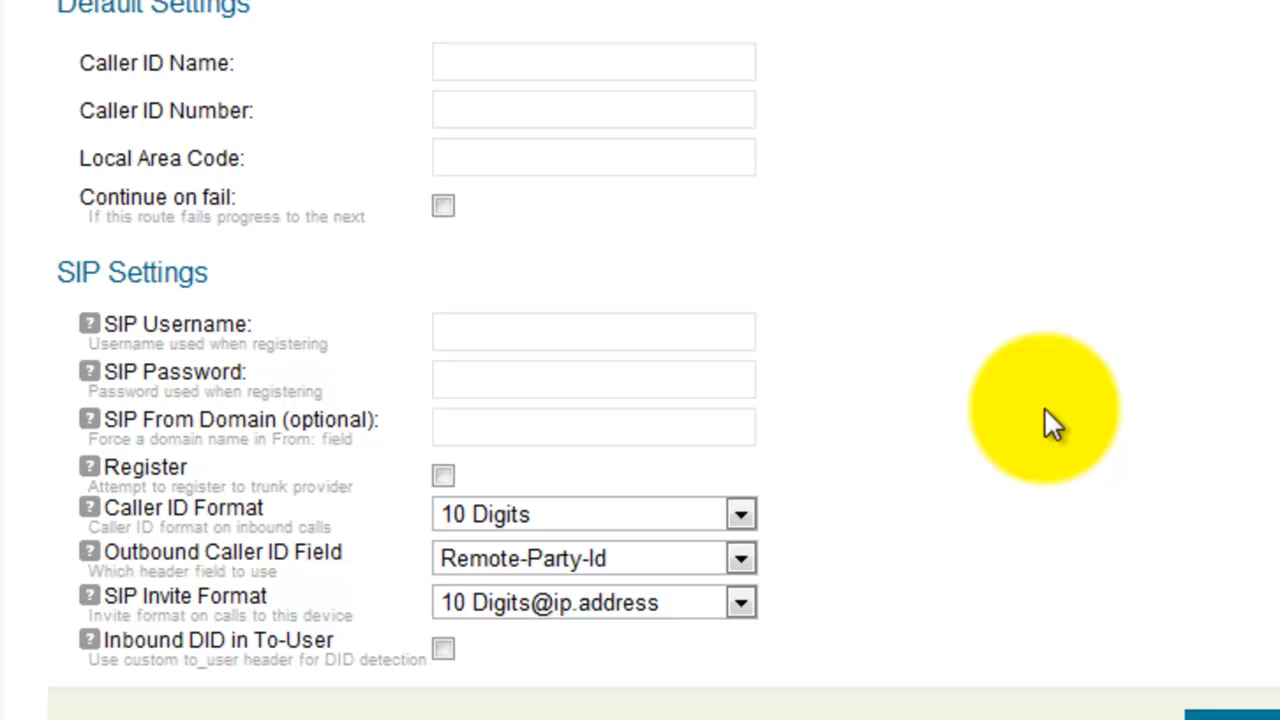 Default Settings
Caller ID Name:
Caller ID Number:
Local Area Code:
Continue on fail:
If this route fails progress to the next
SIP Settings
? SIP Username:
Username used when registering
? SIP Password:
Password used when registering
? SIP From Domain (optional):
Force a domain name in From: field
? Register
Attempt to register to trunk provider
? Caller ID Format
10 Digits
Caller ID format on inbound calls
? Outbound Caller ID Field
Remote-Party-Id
Which header field to use
? SIP Invite Format
10 Digits@ip.address
Invite format on calls to this device
? Inbound DID in To-User
Use custom to_user header for DID detection